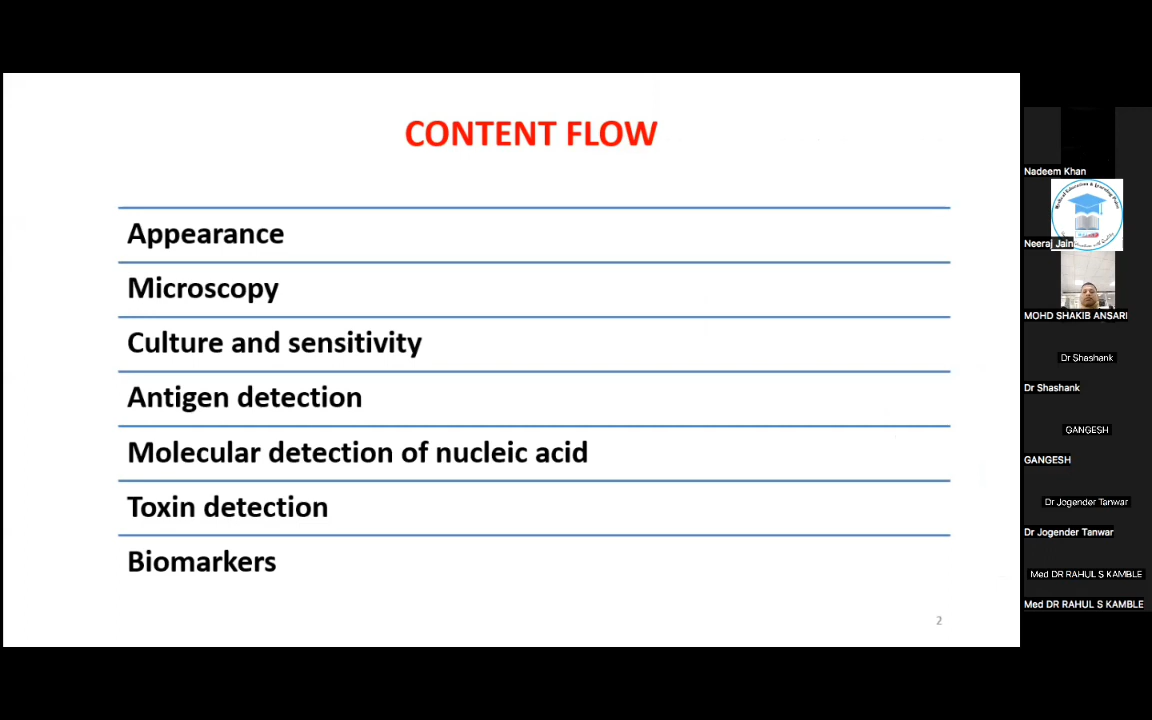 CONTENT FLOW
Appearance
Microscopy
Culture and sensitivity
Antigen detection
Molecular detection of nucleic acid
Toxin detection
Biomarkers
2
Nadeem Khan
Neeraj Jain
MOHD SHAKIB ANSARI
Dr Shashank
Dr Shashank
GANGESH
GANGESH
Dr Jogender Tanwar
Dr Jogender Tanwar
Med DR RAHUL S KAMBLE
Med DR RAHUL S KAMBLE